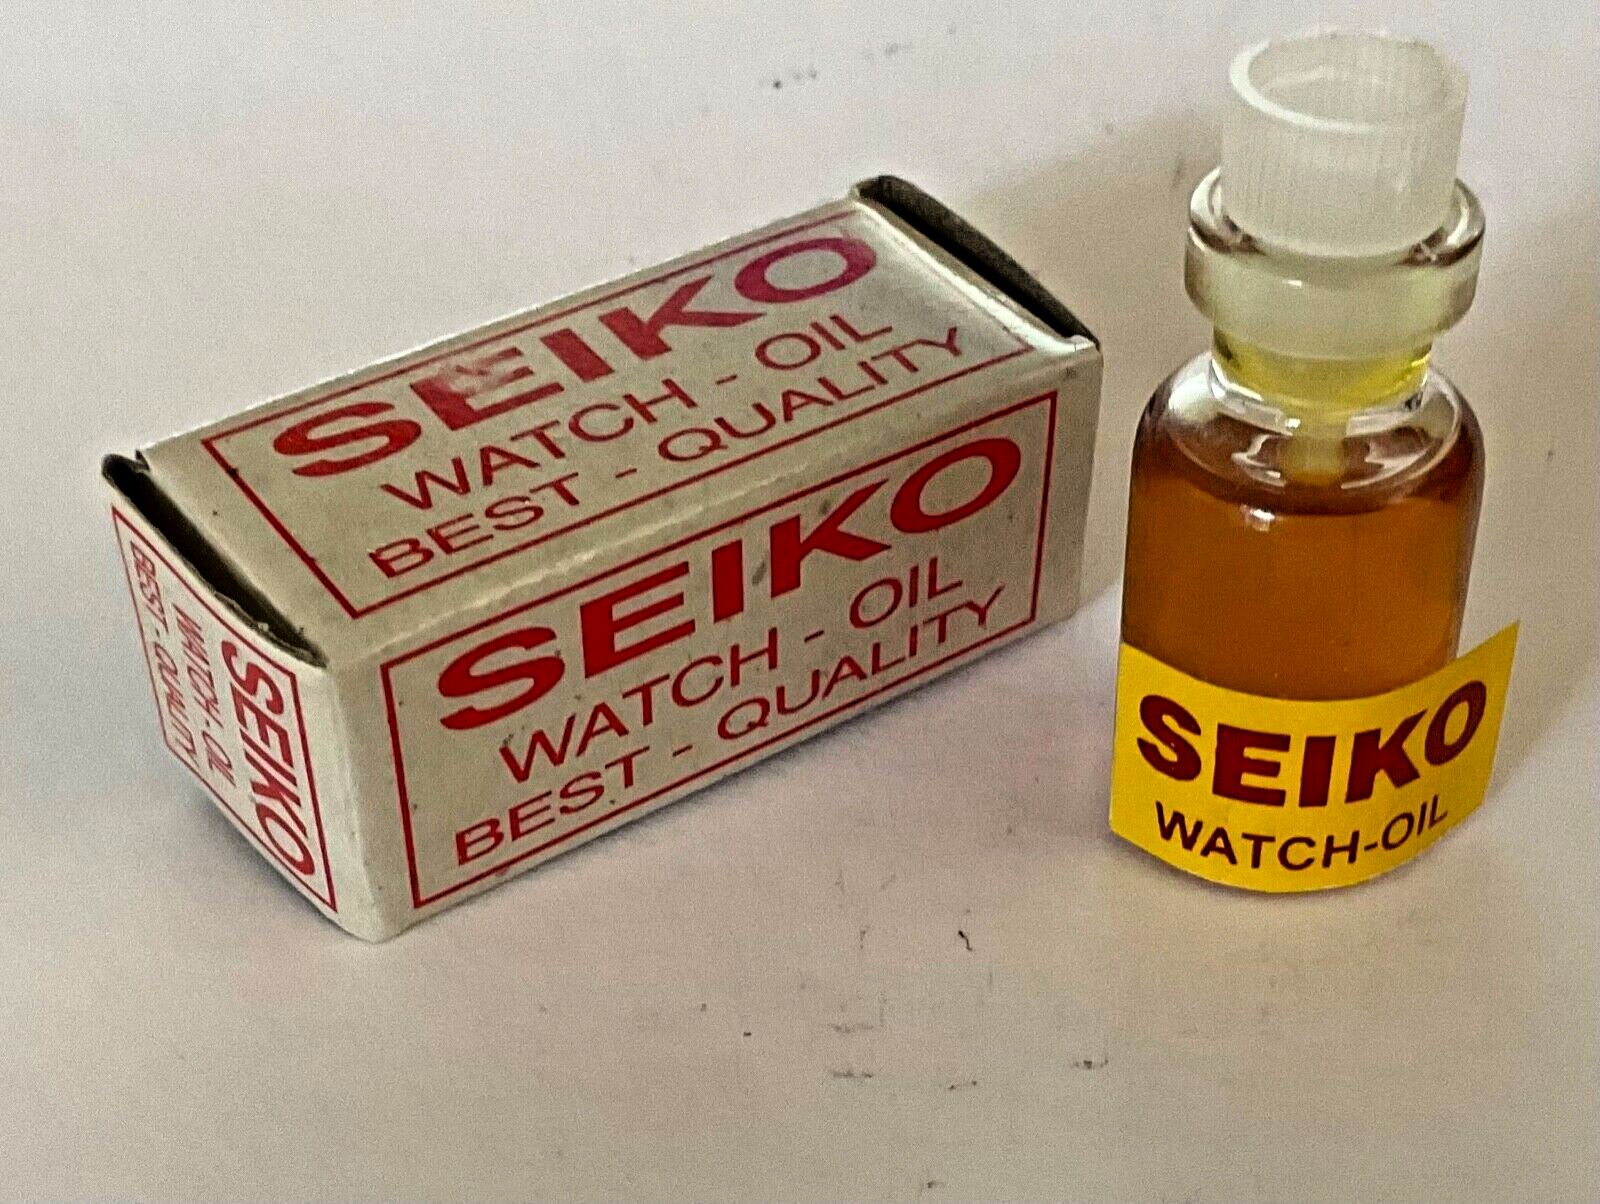 SEIKO
WATCH - OIL
BEST - QUALITY
SEIKO
WATCH - OIL
BEST - QUALITY
SEIKO
WATCH - OIL
BEST - QUALITY
SEIKO
WATCH-OIL